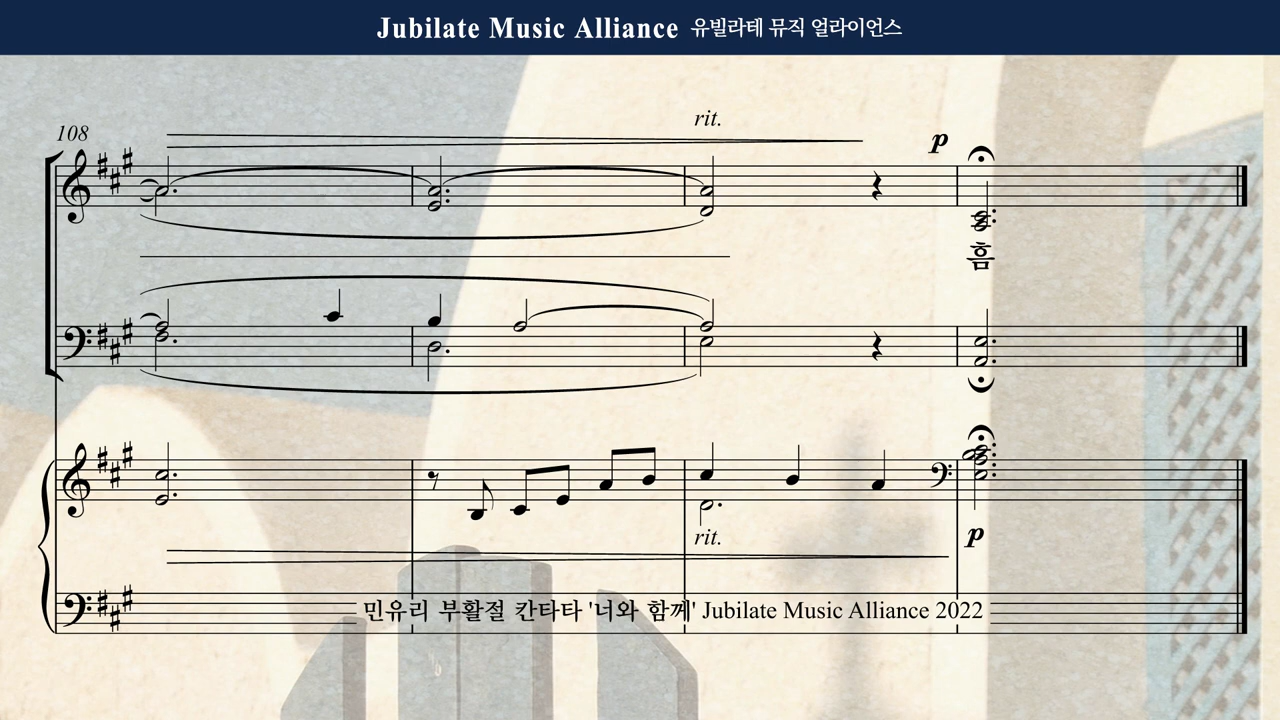 Jubilate Music Alliance 유빌라테 뮤직 얼라이언스
rit.
108
p
흠
rit.
p
민유리 부활절 칸타타 '너와 함께' Jubilate Music Alliance 2022